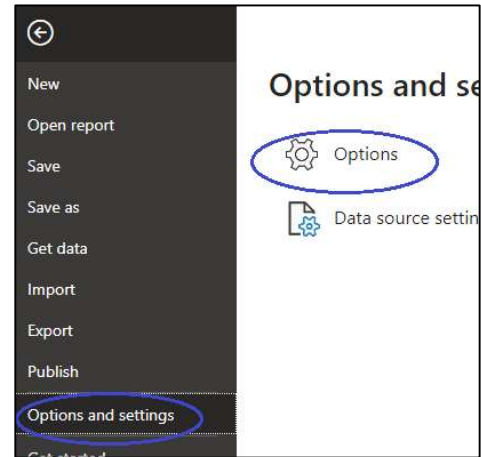 New
Open report
Save
Save as
Get data
Import
Export
Publish
Options and settings
Options and se
Options
Data source settin